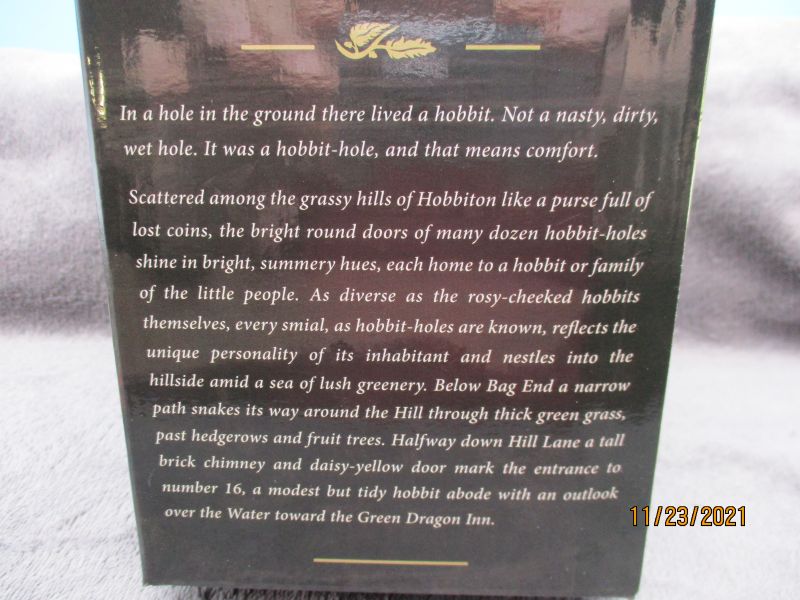 In a hole in the ground there lived a hobbit. Not a nasty, dirty,
wet hole. It was a hobbit-hole, and that means comfort.
Scattered among the grassy hills of Hobbiton like a purse full of
lost coins, the bright round doors of many dozen hobbit-holes
shine in bright, summery hues, each home to a hobbit or family
of the little people. As diverse as the rosy-cheeked hobbits
themselves, every smial, as hobbit-holes are known, reflects the
unique personality of its inhabitant and nestles into the
hillside amid a sea of lush greenery. Below Bag End a narrow
path snakes its way around the Hill through thick green grass,
past hedgerows and fruit trees. Halfway down Hill Lane a tall
brick chimney and daisy-yellow door mark the entrance to
number 16, a modest but tidy hobbit abode with an outlook
over the Water toward the Green Dragon Inn.
11/23/2021